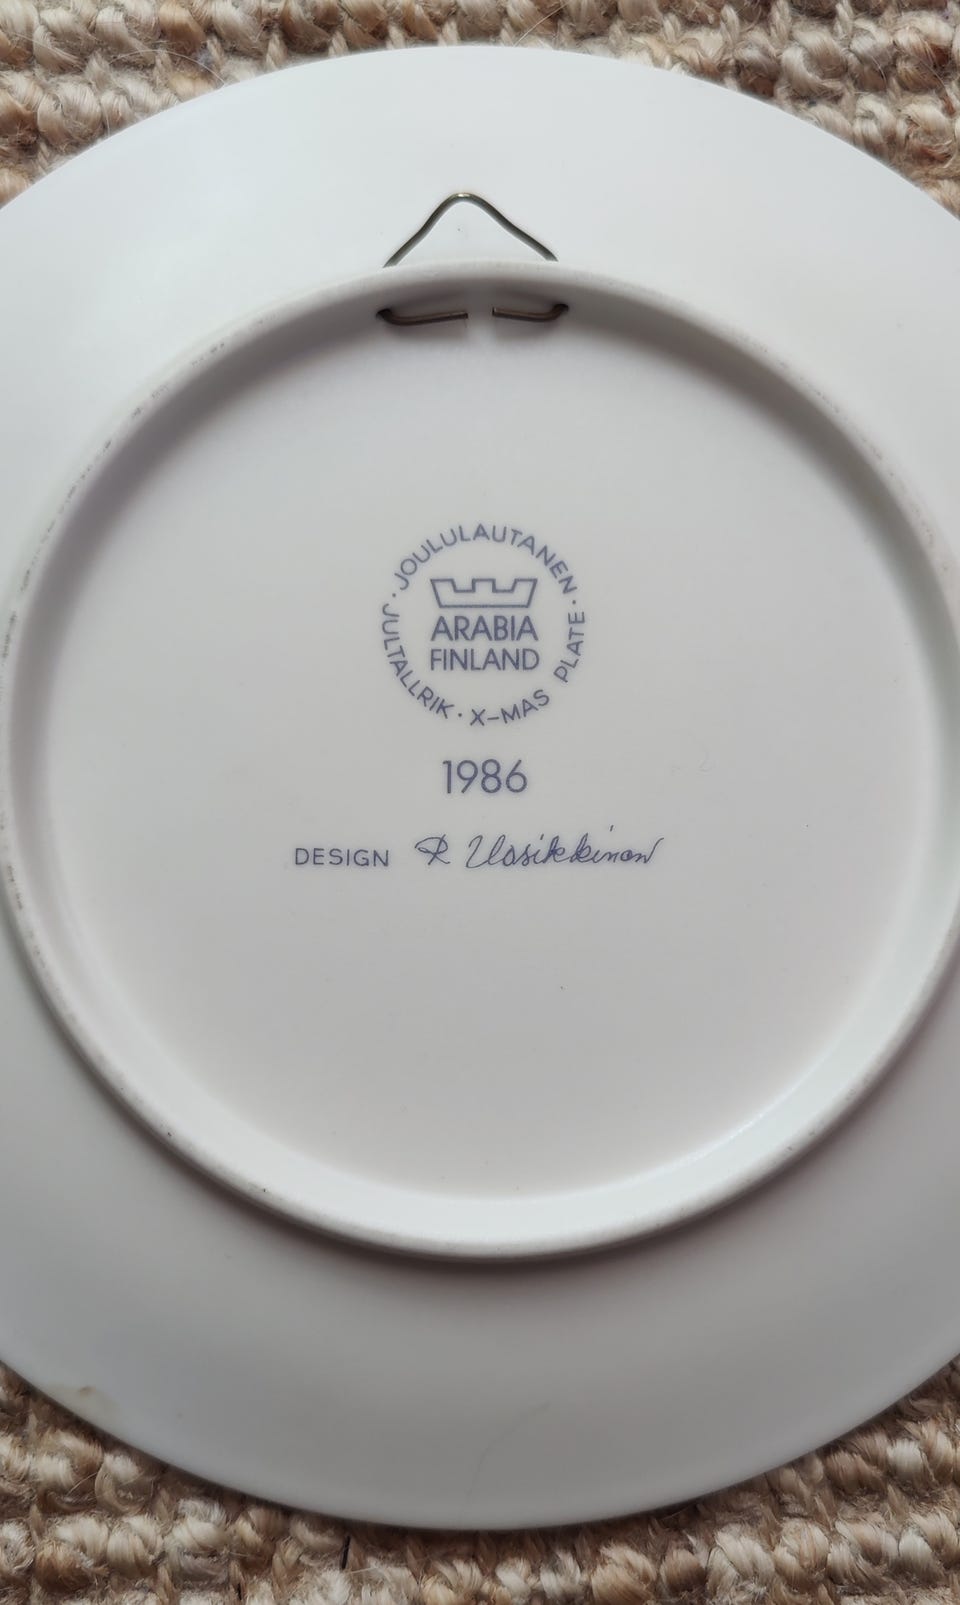 · JOULULAUTANEN · X-MAS PLATE · JULTALLRIK
ARABIA
FINLAND
1986
DESIGN R Uosikkinen